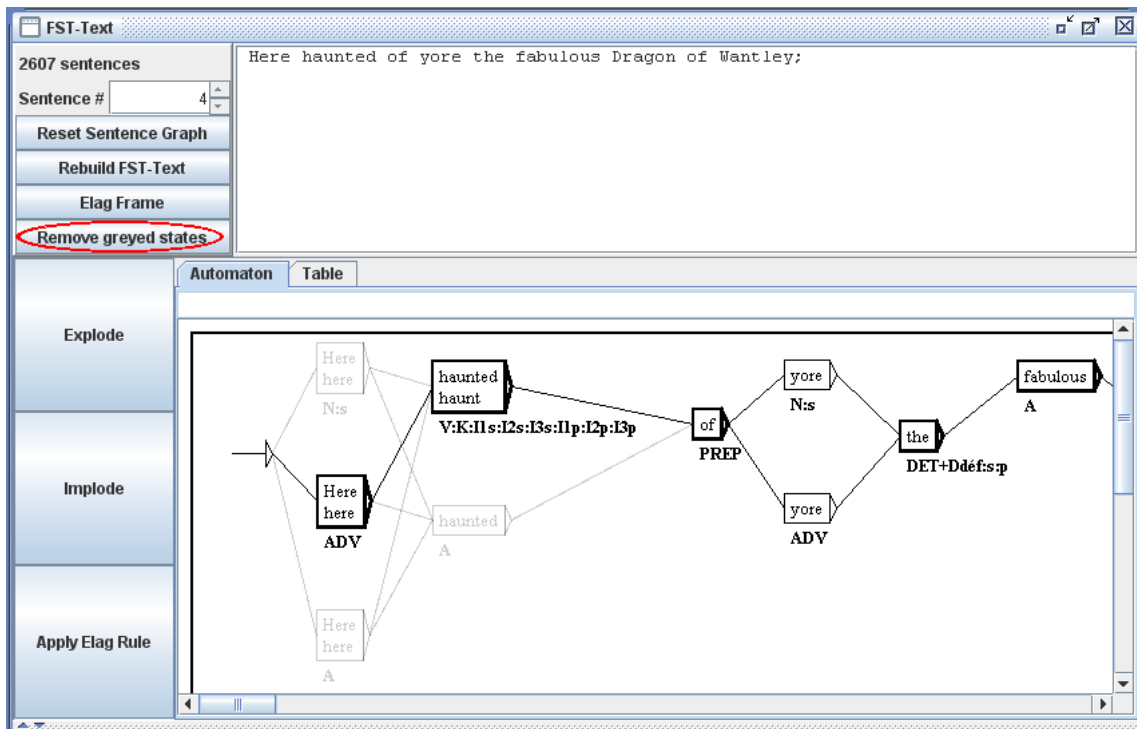 FST-Text
2607 sentences
Sentence # 4
Reset Sentence Graph
Rebuild FST-Text
Elag Frame
Remove greyed states
Here haunted of yore the fabulous Dragon of Wantley;
Explode
Implode
Apply Elag Rule
Automaton Table
Here
here
N:s
Here
here
ADV
Here
here
A
haunted
haunt
V:K:I1s:I2s:I3s:I1p:I2p:I3p
haunted
A
of
PREP
yore
N:s
yore
ADV
the
DET+Ddéf:s:p
fabulous
A